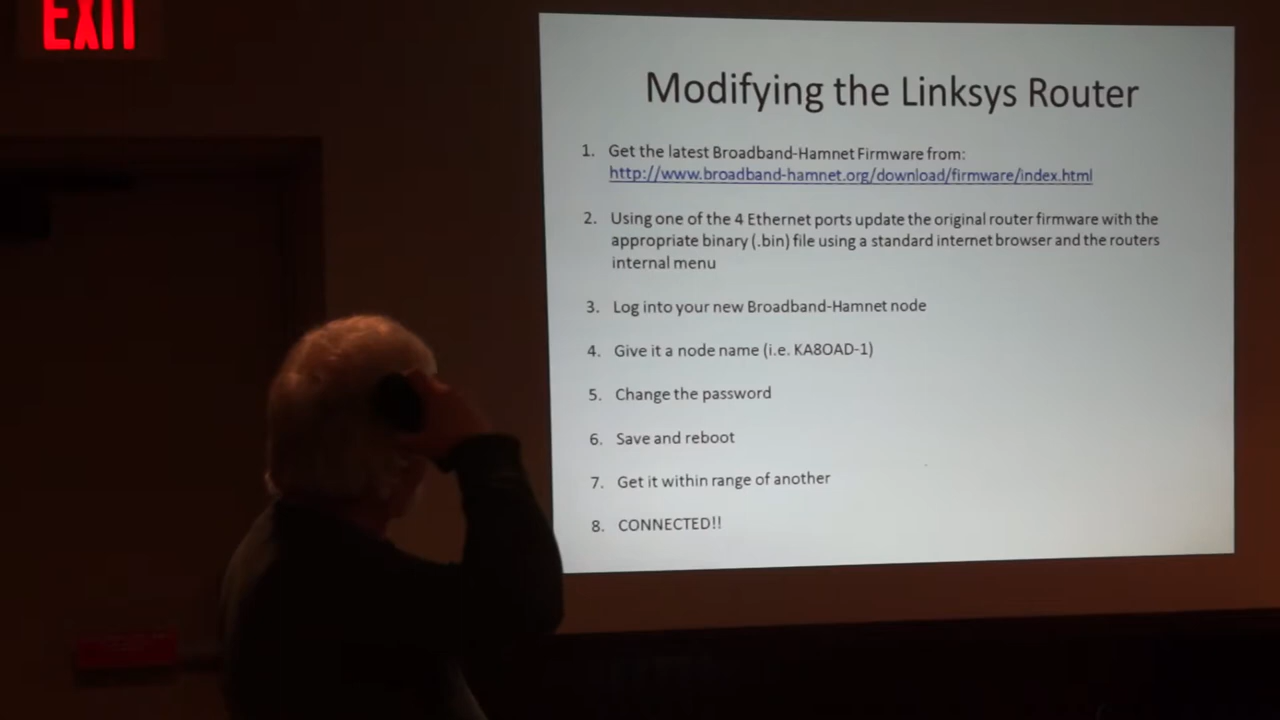 EXIT
Modifying the Linksys Router
1. Get the latest Broadband-Hamnet Firmware from:
http://www.broadband-hamnet.org/download/firmware/index.html
2. Using one of the 4 Ethernet ports update the original router firmware with the
appropriate binary (.bin) file using a standard internet browser and the routers
internal menu
3. Log into your new Broadband-Hamnet node
4. Give it a node name (i.e. KA8OAD-1)
5. Change the password
6. Save and reboot
7. Get it within range of another
8. CONNECTED!!